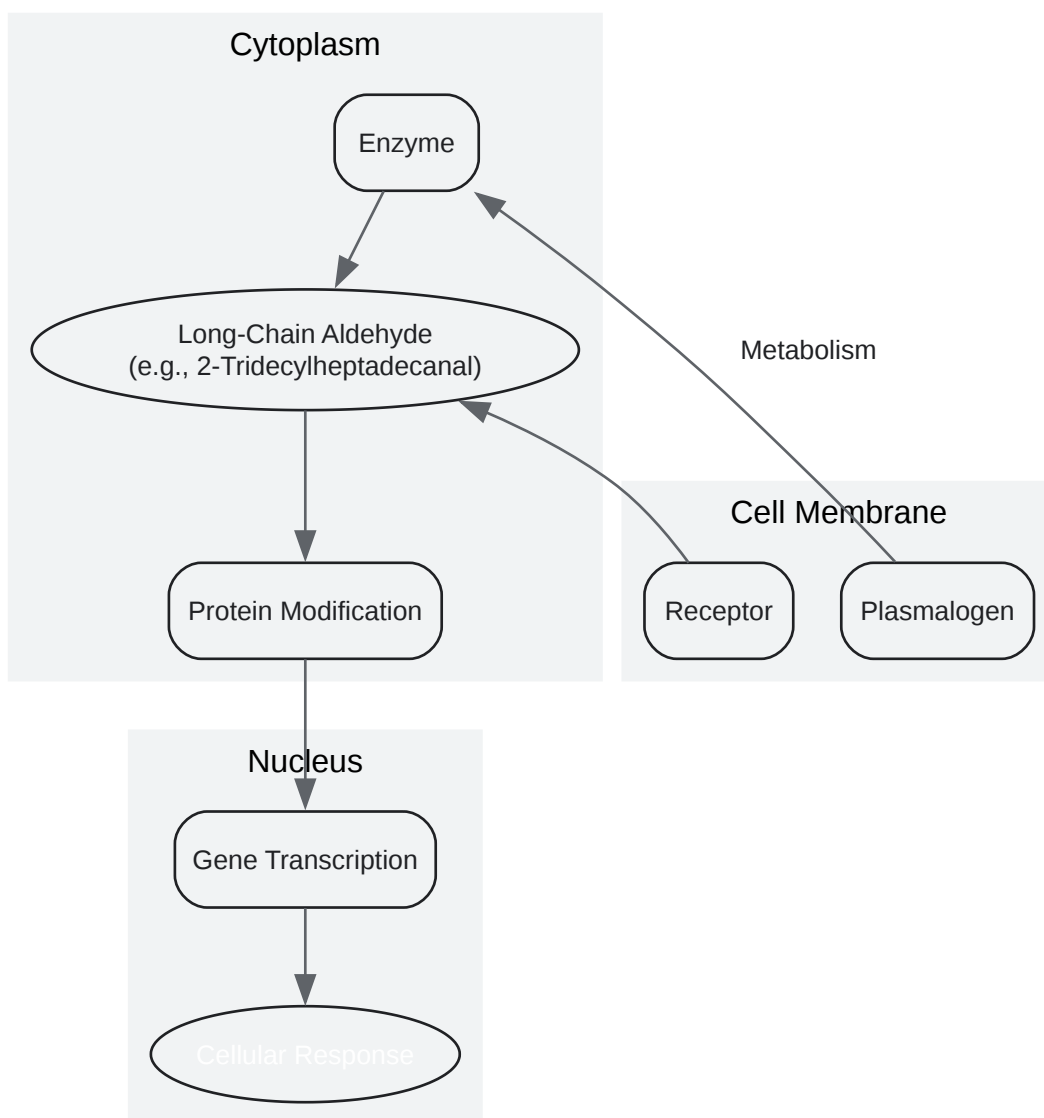 Cytoplasm
Enzyme
Long-Chain Aldehyde
(e.g., 2-Tridecylheptadecanal)
Metabolism
Cell Membrane
Protein Modification
Receptor
Plasmalogen
Nucleus
Gene Transcription
Cellular Response